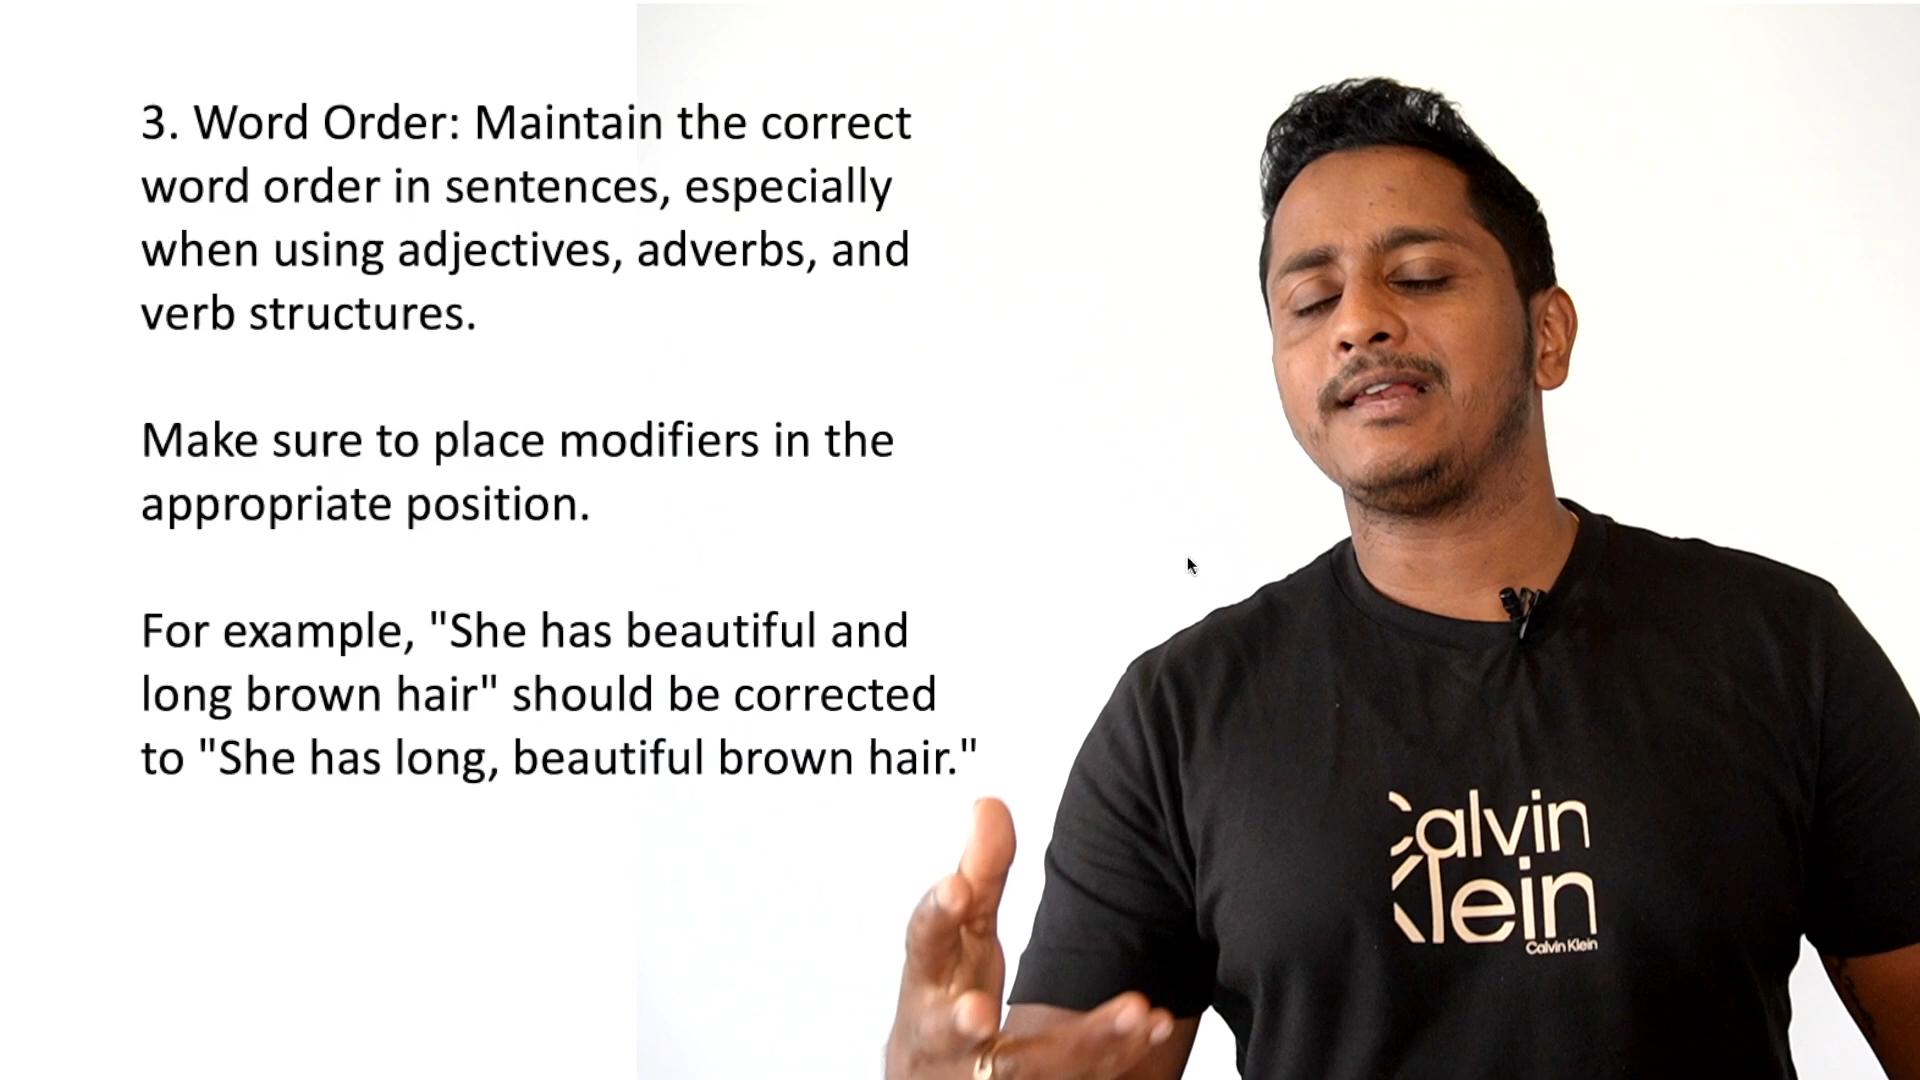 3. Word Order: Maintain the correct
word order in sentences, especially
when using adjectives, adverbs, and
verb structures.
Make sure to place modifiers in the
appropriate position.
For example, "She has beautiful and
long brown hair" should be corrected
to "She has long, beautiful brown hair."
Calvin
Klein
Calvin Klein